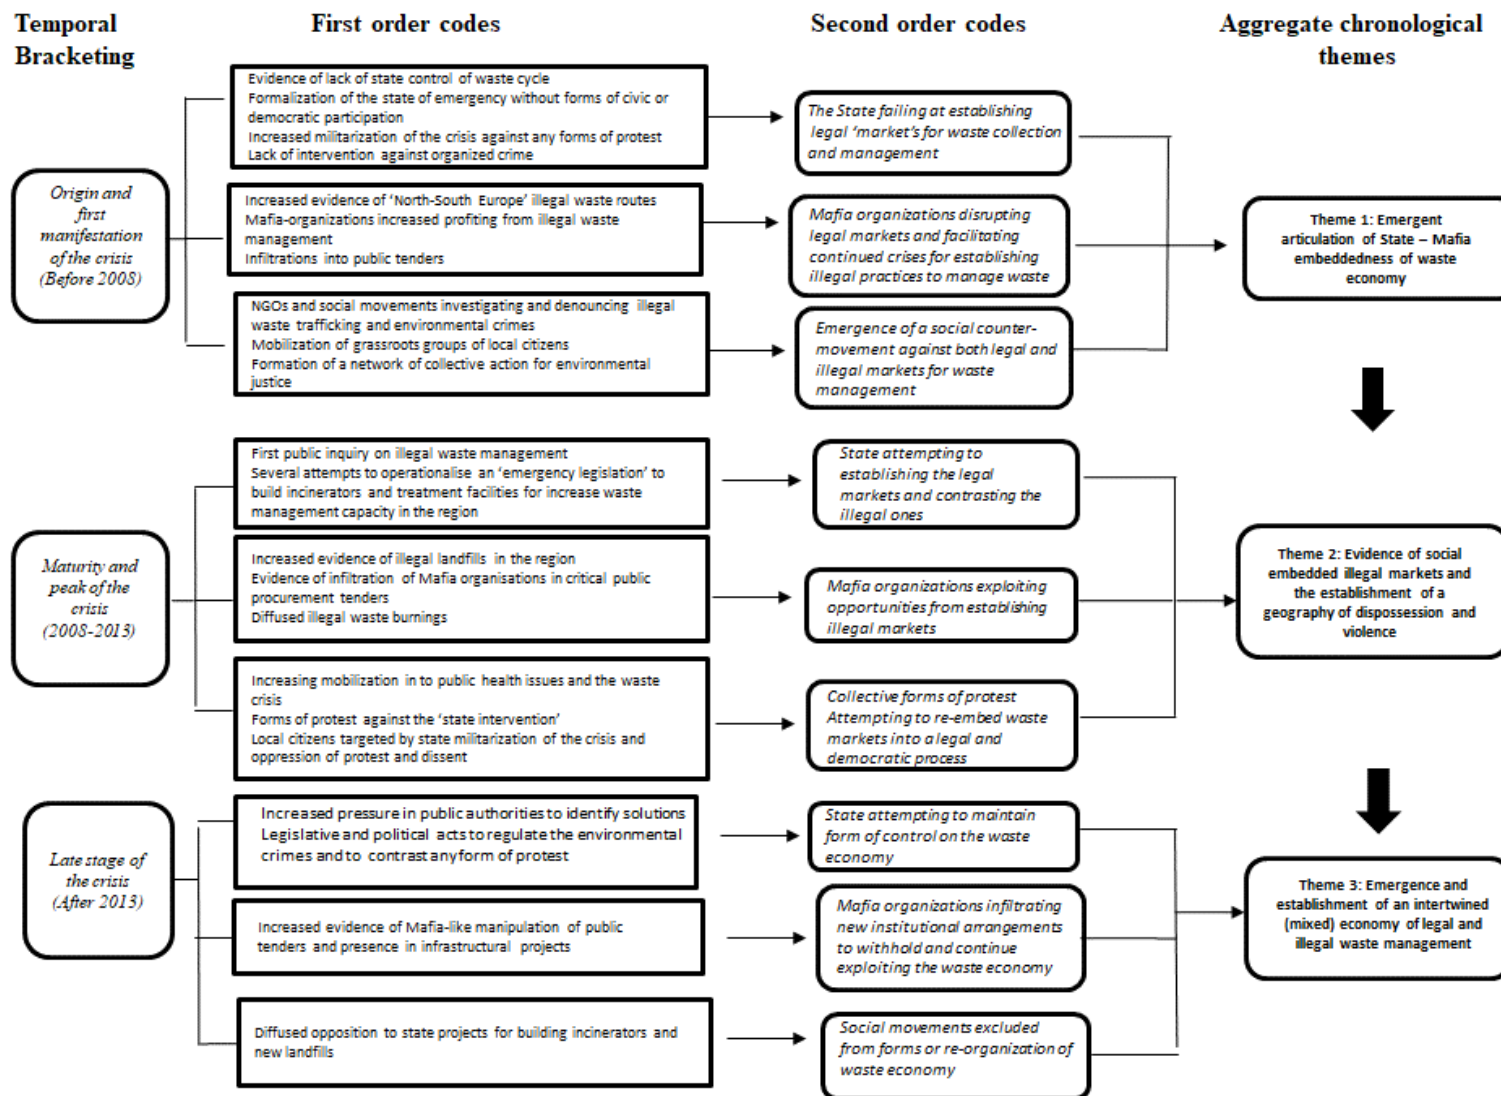 Temporal
Bracketing
First order codes
Second order codes
Aggregate chronological
themes
Origin and
first
manifestation
of the crisis
(Before 2008)
Evidence of lack of state control of waste cycle
Formalization of the state of emergency without forms of civic or
democratic participation
Increased militarization of the crisis against any forms of protest
Lack of intervention against organized crime
The State failing at establishing
legal 'market's for waste collection
and management
Increased evidence of 'North-South Europe' illegal waste routes
Mafia-organizations increased profiting from illegal waste
management
Infiltrations into public tenders
Mafia organizations disrupting
legal markets and facilitating
continued crises for establishing
illegal practices to manage waste
NGOs and social movements investigating and denouncing illegal
waste trafficking and environmental crimes
Mobilization of grassroots groups of local citizens
Formation of a network of collective action for environmental
justice
Emergence of a social counter-
movement against both legal and
illegal markets for waste
management
Theme 1: Emergent
articulation of State – Mafia
embeddedness of waste
economy
Maturity and
peak of the
crisis
(2008-2013)
First public inquiry on illegal waste management
Several attempts to operationalise an 'emergency legislation' to
build incinerators and treatment facilities for increase waste
management capacity in the region
State attempting to
establishing the legal
markets and contrasting the
illegal ones
Increased evidence of illegal landfills in the region
Evidence of infiltration of Mafia organisations in critical public
procurement tenders
Diffused illegal waste burnings
Mafia organizations exploiting
opportunities from establishing
illegal markets
Increasing mobilization in to public health issues and the waste
crisis
Forms of protest against the 'state intervention'
Local citizens targeted by state militarization of the crisis and
oppression of protest and dissent
Collective forms of protest
Attempting to re-embed waste
markets into a legal and
democratic process
Theme 2: Evidence of social
embedded illegal markets and
the establishment of a
geography of dispossession and
violence
Late stage of
the crisis
(After 2013)
Increased pressure in public authorities to identify solutions
Legislative and political acts to regulate the environmental
crimes and to contrast any form of protest
State attempting to maintain
form of control on the waste
economy
Increased evidence of Mafia-like manipulation of public
tenders and presence in infrastructural projects
Mafia organizations infiltrating
new institutional arrangements
to withhold and continue
exploiting the waste economy
Diffused opposition to state projects for building incinerators and
new landfills
Social movements excluded
from forms or re-organization of
waste economy
Theme 3: Emergence and
establishment of an intertwined
(mixed) economy of legal and
illegal waste management